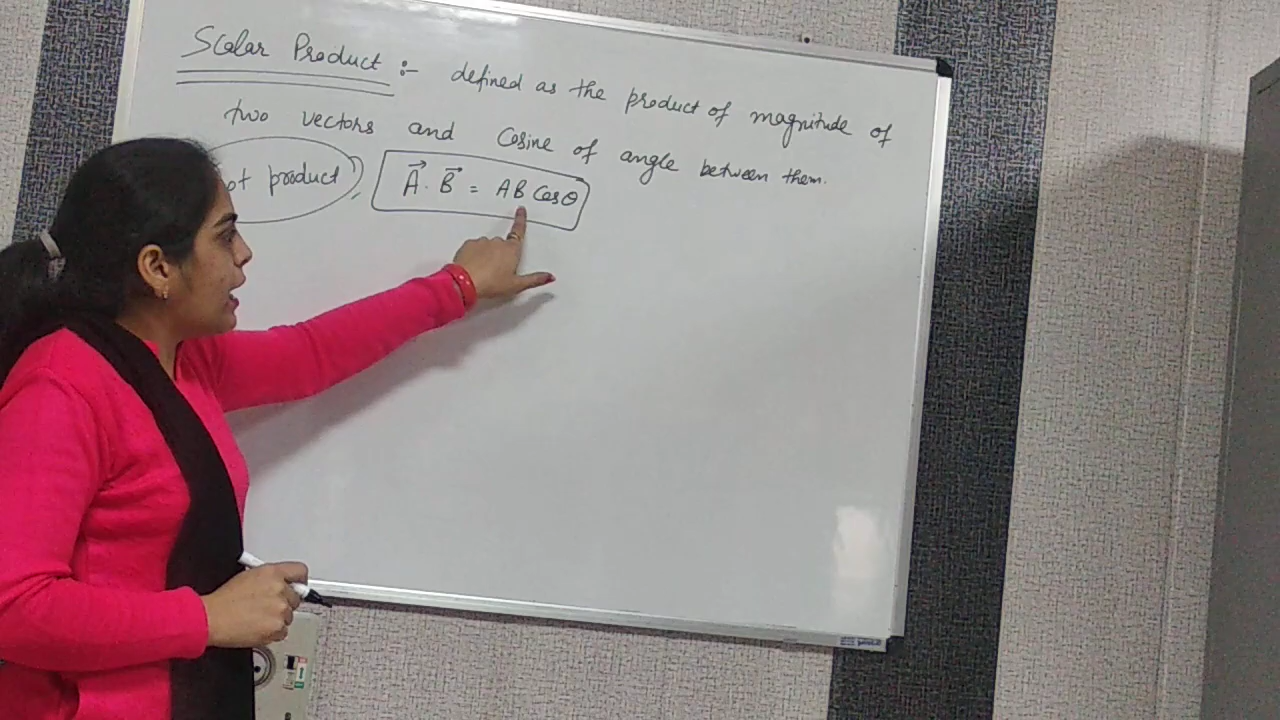 Scalar Product :- defined as the product of magnitude of
two vectors and Cosine of angle between them.
product" A⃗ . B⃗ = AB Cosθ